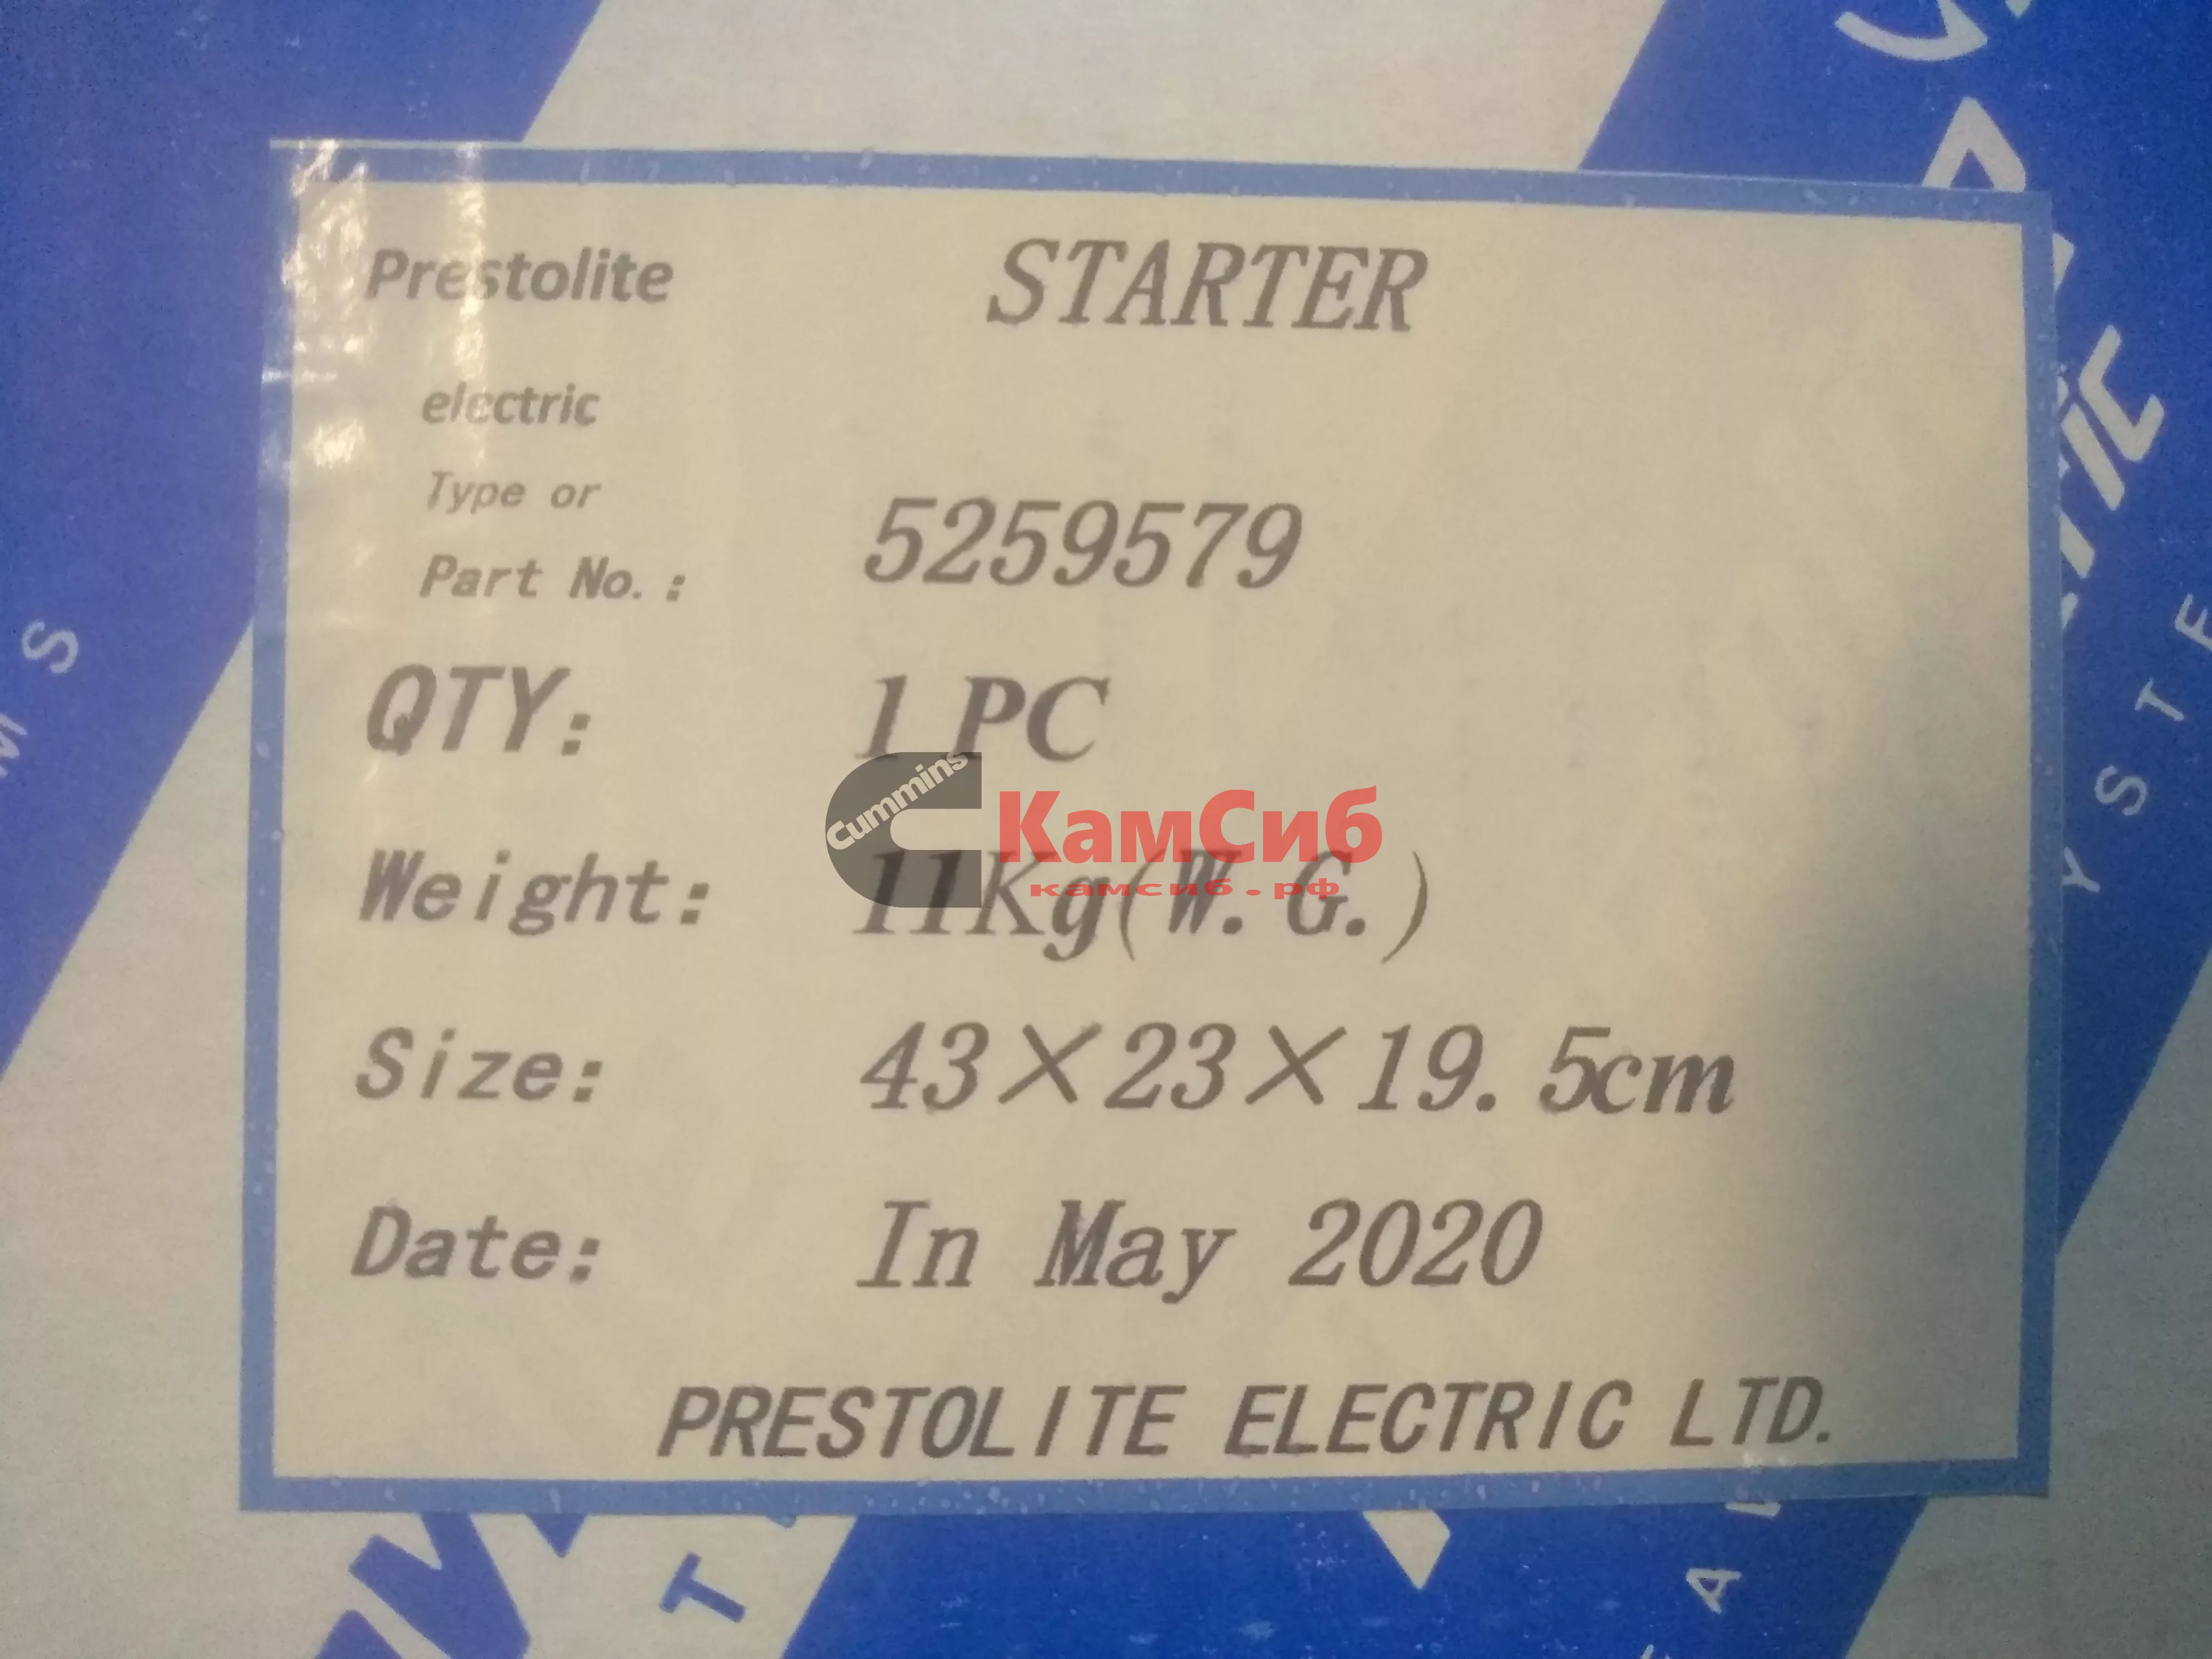 Prestolite
STARTER
electric
Type or
Part No.:
5259579
QTY: 1 PC
Cummins
КамСиб
камсиб.рф
Weight: 11Kg(W.G.)
Size: 43×23×19.5cm
Date: In May 2020
PRESTOLITE ELECTRIC LTD.